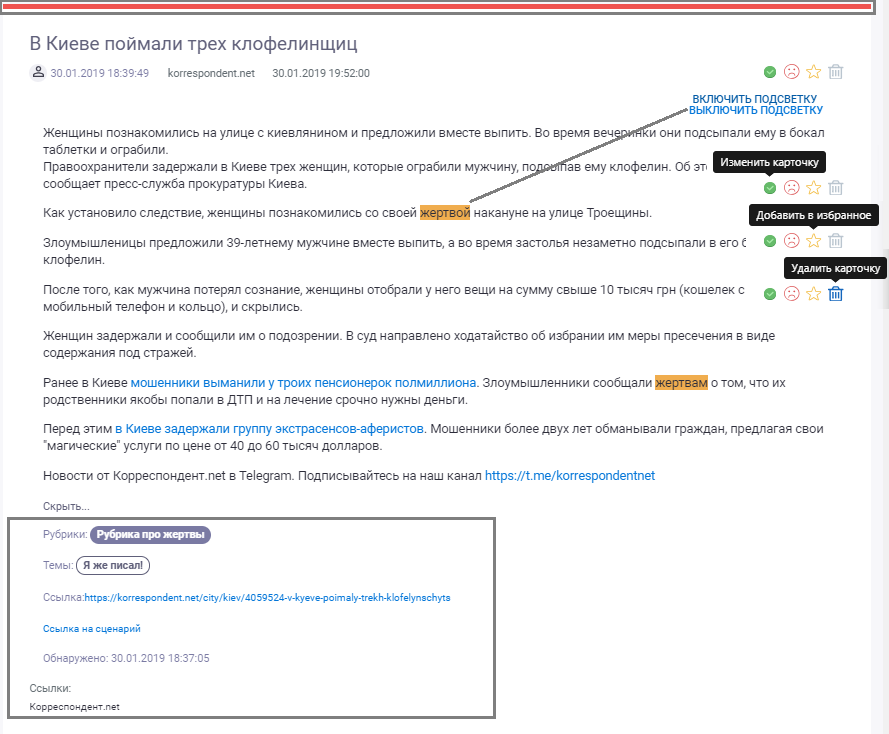 В Киеве поймали трех клофелинщиц
30.01.2019 18:39:49 korrespondent.net 30.01.2019 19:52:00
ВКЛЮЧИТЬ ПОДСВЕТКУ
ВЫКЛЮЧИТЬ ПОДСВЕТКУ
Женщины познакомились на улице с киевлянином и предложили вместе выпить. Во время вечеринки они подсыпали ему в бокал
таблетки и ограбили.
Правоохранители задержали в Киеве трех женщин, которые ограбили мужчину, подсыпав ему клофелин. Об это
сообщает пресс-служба прокуратуры Киева.
Изменить карточку
Как установило следствие, женщины познакомились со своей жертвой накануне на улице Троещины.
Добавить в избранное
Злоумышленицы предложили 39-летнему мужчине вместе выпить, а во время застолья незаметно подсыпали в его б
клофелин.
Удалить карточку
После того, как мужчина потерял сознание, женщины отобрали у него вещи на сумму свыше 10 тысяч грн (кошелек с
мобильный телефон и кольцо), и скрылись.
Женщин задержали и сообщили им о подозрении. В суд направлено ходатайство об избрании им меры пресечения в виде
содержания под стражей.
Ранее в Киеве мошенники выманили у троих пенсионерок полмиллиона. Злоумышленники сообщали жертвам о том, что их
родственники якобы попали в ДТП и на лечение срочно нужны деньги.
Перед этим в Киеве задержали группу экстрасенсов-аферистов. Мошенники более двух лет обманывали граждан, предлагая свои
"магические" услуги по цене от 40 до 60 тысяч долларов.
Новости от Корреспондент.net в Telegram. Подписывайтесь на наш канал https://t.me/korrespondentnet
Скрыть...
Рубрики: Рубрика про жертвы
Темы: Я же писал!
Ссылка:https://korrespondent.net/city/kiev/4059524-v-kyeve-poimaly-trekh-klofelynschyts
Ссылка на сценарий
Обнаружено: 30.01.2019 18:37:05
Ссылки:
Корреспондент.net